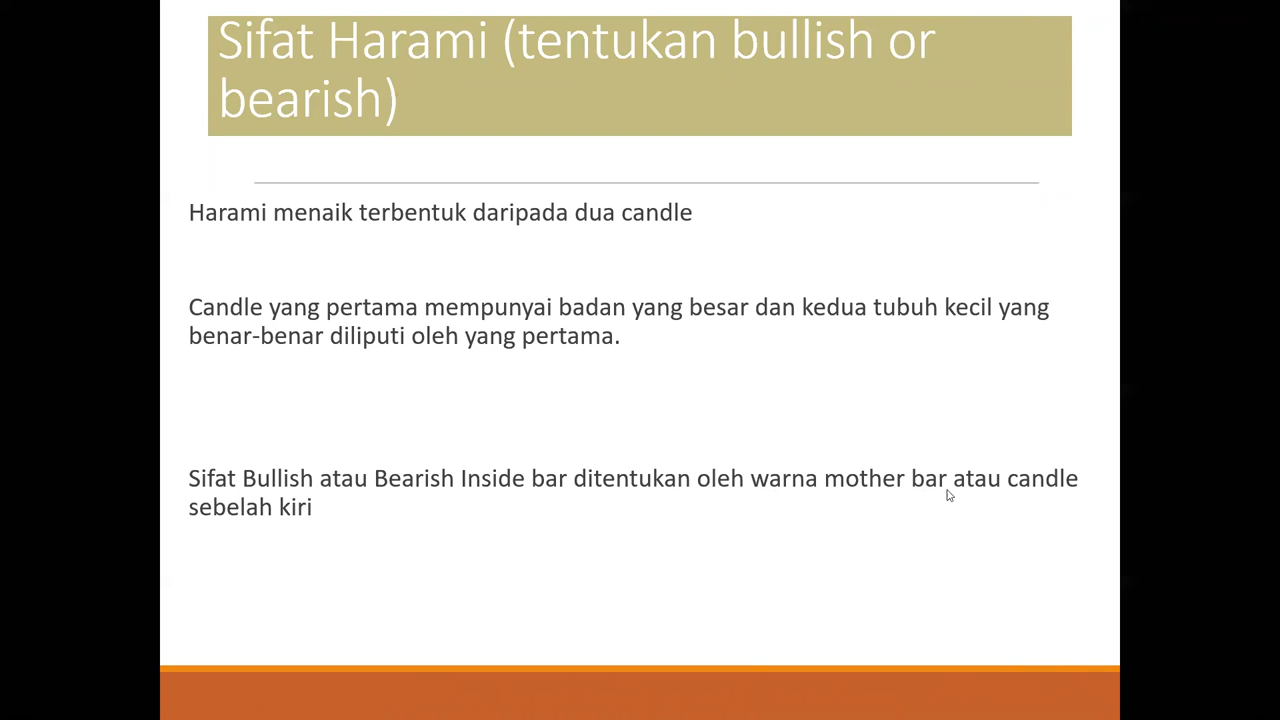 Sifat Harami (tentukan bullish or
bearish)
Harami menaik terbentuk daripada dua candle
Candle yang pertama mempunyai badan yang besar dan kedua tubuh kecil yang
benar-benar diliputi oleh yang pertama.
Sifat Bullish atau Bearish Inside bar ditentukan oleh warna mother bar atau candle
sebelah kiri